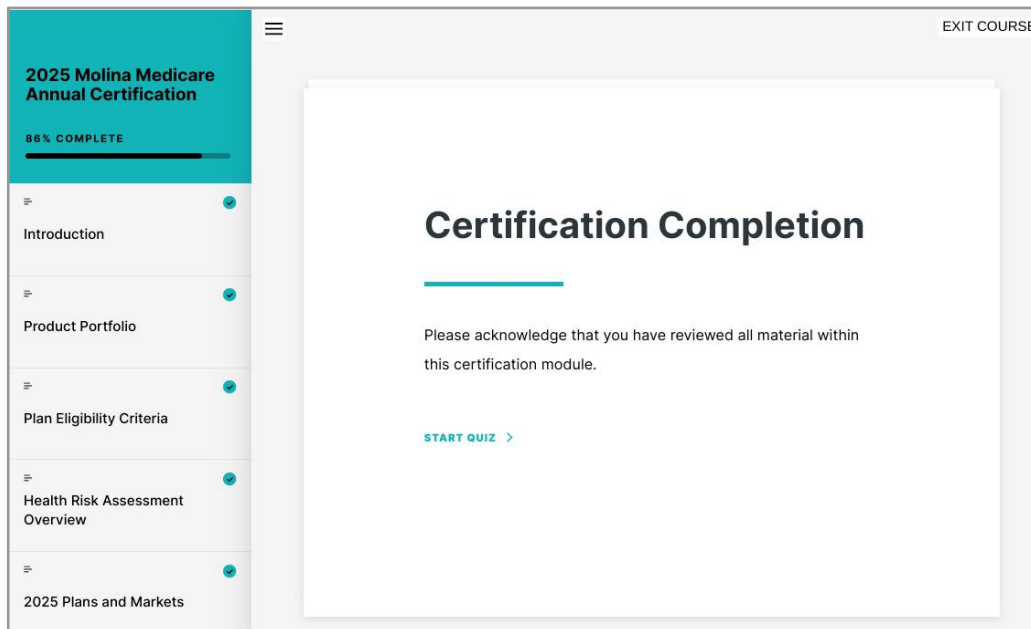 EXIT COURSE
2025 Molina Medicare
Annual Certification
86% COMPLETE
Introduction
Product Portfolio
Plan Eligibility Criteria
Health Risk Assessment
Overview
2025 Plans and Markets
Certification Completion
Please acknowledge that you have reviewed all material within
this certification module.
START QUIZ